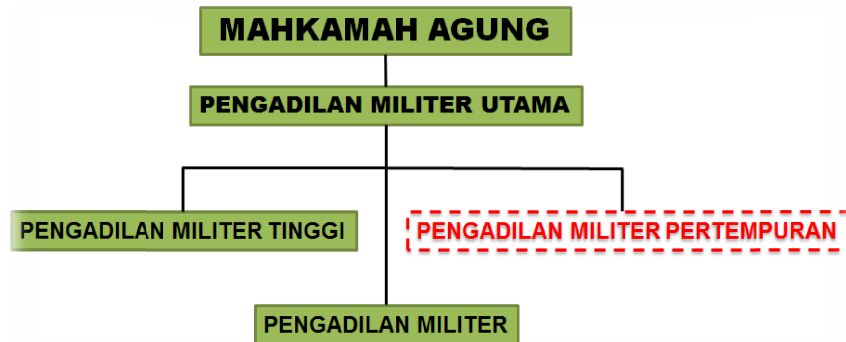 MAHKAMAH AGUNG
PENGADILAN MILITER UTAMA
PENGADILAN MILITER TINGGI
PENGADILAN MILITER PERTEMPURAN
PENGADILAN MILITER